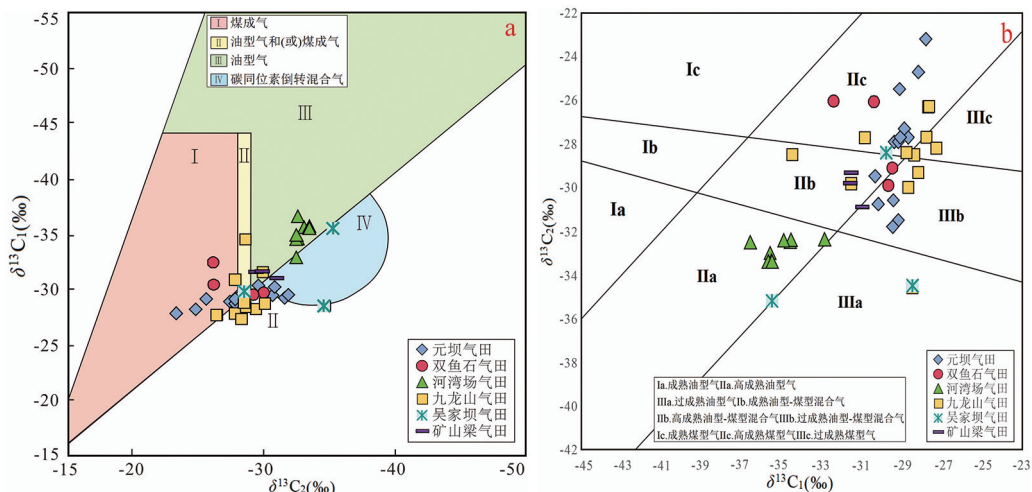 a
-55
-50
-45
-40
-35
-30
-25
-20
-15
δ¹³C₁(‰)
Ⅰ 煤成气
Ⅱ 油型气和(或)煤成气
Ⅲ 油型气
Ⅳ 碳同位素倒转混合气
Ⅰ
Ⅱ
Ⅲ
Ⅳ
Ⅱ
元坝气田
双鱼石气田
河湾场气田
九龙山气田
吴家坝气田
矿山梁气田
-15
-20
-30
-40
-50
δ¹³C₂(‰)
b
-22
-24
-26
-28
-30
-32
-34
-36
-38
-40
-42
δ¹³C₂(‰)
Ic
IIc
IIIc
Ib
IIb
IIIb
Ia
IIa
IIIa
元坝气田
双鱼石气田
河湾场气田
九龙山气田
吴家坝气田
矿山梁气田
Ia.成熟油型气IIa.高成熟油型气
IIIa.过成熟油型气Ib.成熟油型-煤型混合气
IIb.高成熟油型-煤型混合气IIIb.过成熟油型-煤型混合气
Ic.成熟煤型气IIc.高成熟煤型气IIIc.过成熟煤型气
-45
-43
-41
-39
-36
-33
-31
-29
-28
-26
-23
δ¹³C₁(‰)